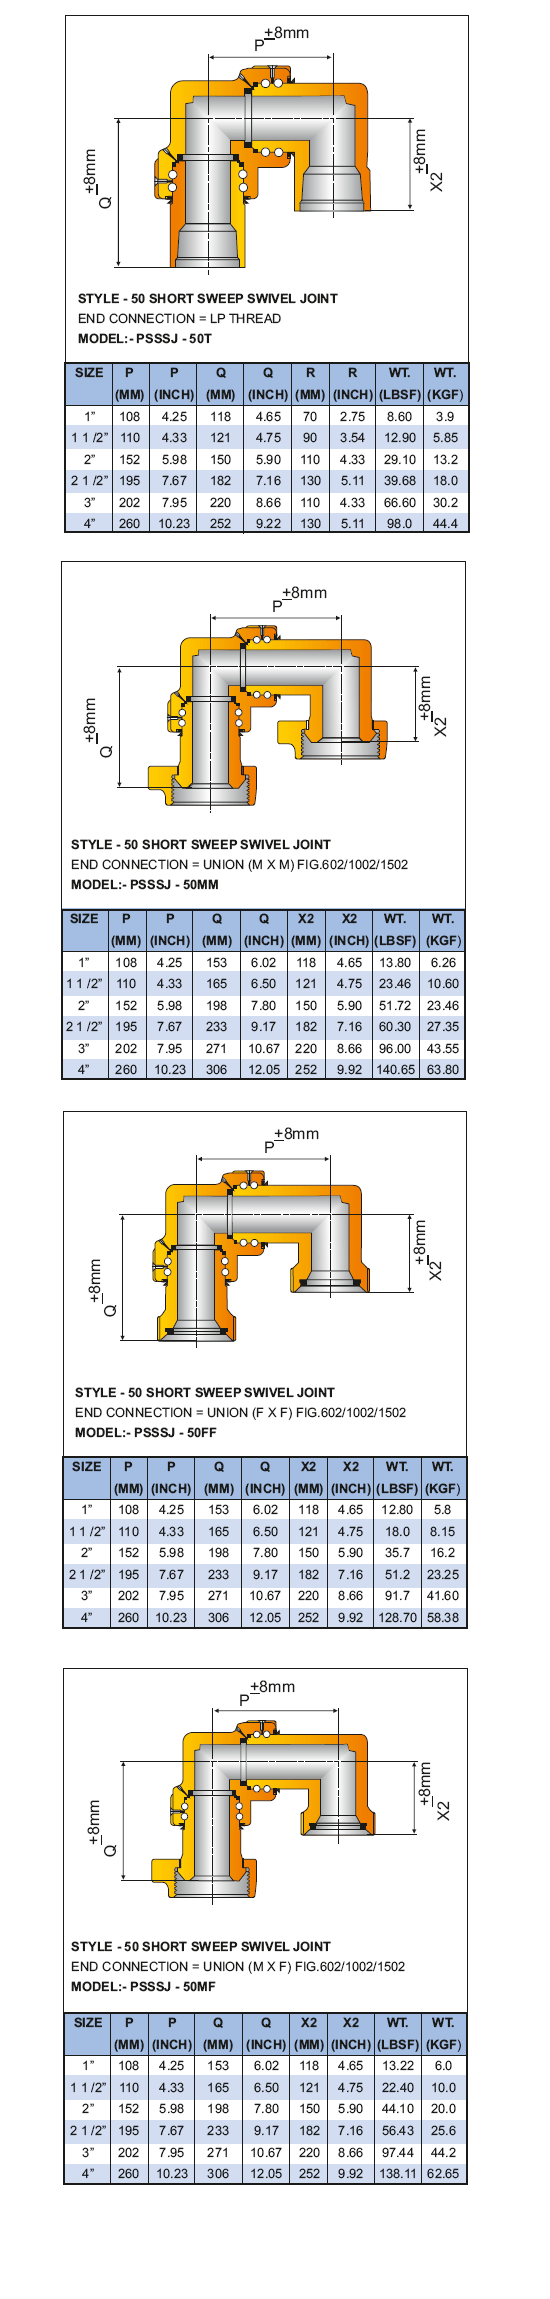 P ±8mm
Q ±8mm
X2 ±8mm
STYLE - 50 SHORT SWEEP SWIVEL JOINT
END CONNECTION = LP THREAD
MODEL:- PSSSJ - 50T
SIZE P P Q Q R R WT. WT.
(MM) (INCH) (MM) (INCH) (MM) (INCH) (LBSF) (KGF)
1” 108 4.25 118 4.65 70 2.75 8.60 3.9
1 1 /2” 110 4.33 121 4.75 90 3.54 12.90 5.85
2” 152 5.98 150 5.90 110 4.33 29.10 13.2
2 1 /2” 195 7.67 182 7.16 130 5.11 39.68 18.0
3” 202 7.95 220 8.66 110 4.33 66.60 30.2
4” 260 10.23 252 9.22 130 5.11 98.0 44.4
P ±8mm
Q ±8mm
X2 ±8mm
STYLE - 50 SHORT SWEEP SWIVEL JOINT
END CONNECTION = UNION (M X M) FIG.602/1002/1502
MODEL:- PSSSJ - 50MM
SIZE P P Q Q X2 X2 WT. WT.
(MM) (INCH) (MM) (INCH) (MM) (INCH) (LBSF) (KGF)
1” 108 4.25 153 6.02 118 4.65 13.80 6.26
1 1 /2” 110 4.33 165 6.50 121 4.75 23.46 10.60
2” 152 5.98 198 7.80 150 5.90 51.72 23.46
2 1 /2” 195 7.67 233 9.17 182 7.16 60.30 27.35
3” 202 7.95 271 10.67 220 8.66 96.00 43.55
4” 260 10.23 306 12.05 252 9.92 140.65 63.80
P ±8mm
Q ±8mm
X2 ±8mm
STYLE - 50 SHORT SWEEP SWIVEL JOINT
END CONNECTION = UNION (F X F) FIG.602/1002/1502
MODEL:- PSSSJ - 50FF
SIZE P P Q Q X2 X2 WT. WT.
(MM) (INCH) (MM) (INCH) (MM) (INCH) (LBSF) (KGF)
1” 108 4.25 153 6.02 118 4.65 12.80 5.8
1 1 /2” 110 4.33 165 6.50 121 4.75 18.0 8.15
2” 152 5.98 198 7.80 150 5.90 35.7 16.2
2 1 /2” 195 7.67 233 9.17 182 7.16 51.2 23.25
3” 202 7.95 271 10.67 220 8.66 91.7 41.60
4” 260 10.23 306 12.05 252 9.92 128.70 58.38
P ±8mm
Q ±8mm
X2 ±8mm
STYLE - 50 SHORT SWEEP SWIVEL JOINT
END CONNECTION = UNION (M X F) FIG.602/1002/1502
MODEL:- PSSSJ - 50MF
SIZE P P Q Q X2 X2 WT. WT.
(MM) (INCH) (MM) (INCH) (MM) (INCH) (LBSF) (KGF)
1” 108 4.25 153 6.02 118 4.65 13.22 6.0
1 1 /2” 110 4.33 165 6.50 121 4.75 22.40 10.0
2” 152 5.98 198 7.80 150 5.90 44.10 20.0
2 1 /2” 195 7.67 233 9.17 182 7.16 56.43 25.6
3” 202 7.95 271 10.67 220 8.66 97.44 44.2
4” 260 10.23 306 12.05 252 9.92 138.11 62.65